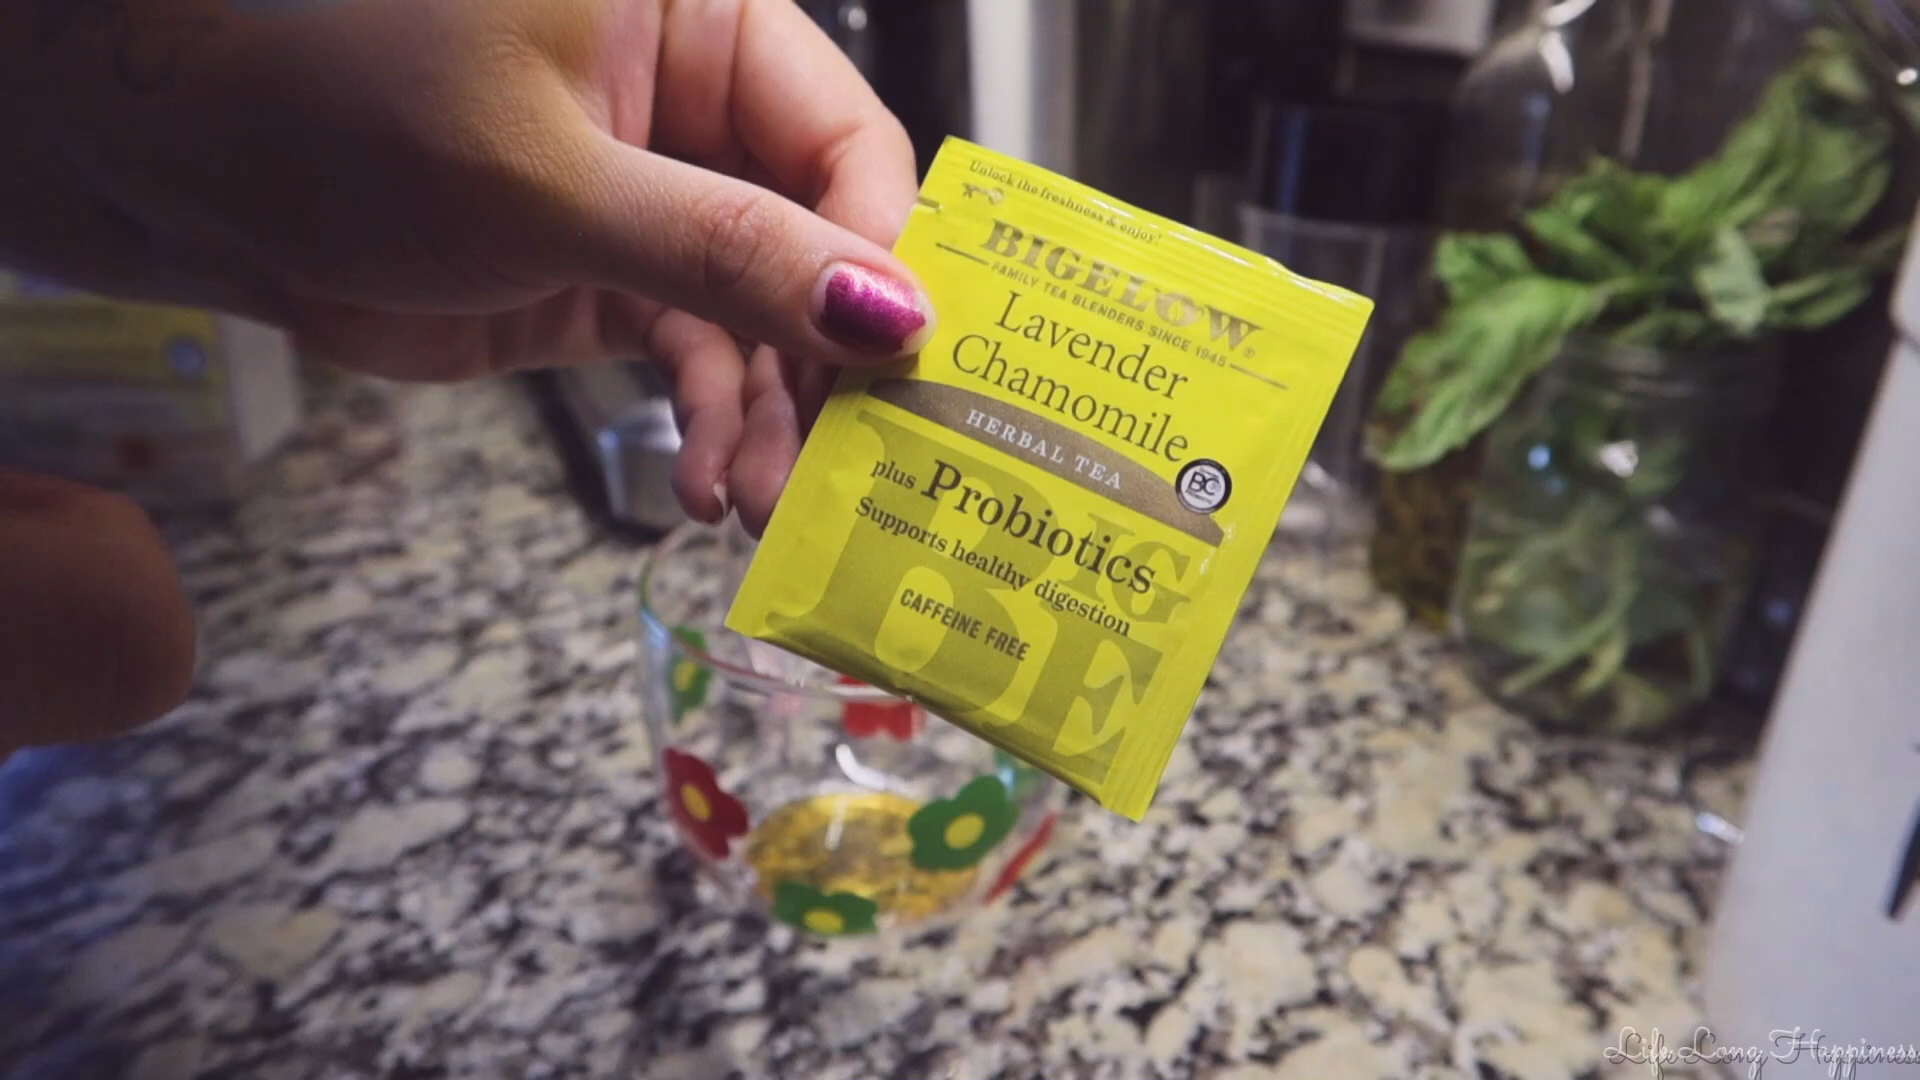 Unlock the freshness & enjoy!
BIGELOW®
FAMILY TEA BLENDERS SINCE 1945
Lavender
Chamomile
HERBAL TEA
BC
plus Probiotics
Supports healthy digestion
CAFFEINE FREE
BIG
BE
Life Long Happiness